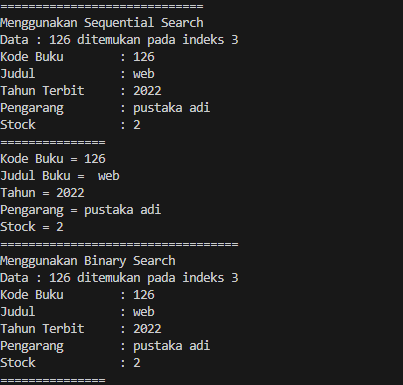 =============================
Menggunakan Sequential Search
Data : 126 ditemukan pada indeks 3
Kode Buku        : 126
Judul            : web
Tahun Terbit     : 2022
Pengarang        : pustaka adi
Stock            : 2
===============
Kode Buku = 126
Judul Buku =  web
Tahun = 2022
Pengarang = pustaka adi
Stock = 2
==================================
Menggunakan Binary Search
Data : 126 ditemukan pada indeks 3
Kode Buku        : 126
Judul            : web
Tahun Terbit     : 2022
Pengarang        : pustaka adi
Stock            : 2
===============